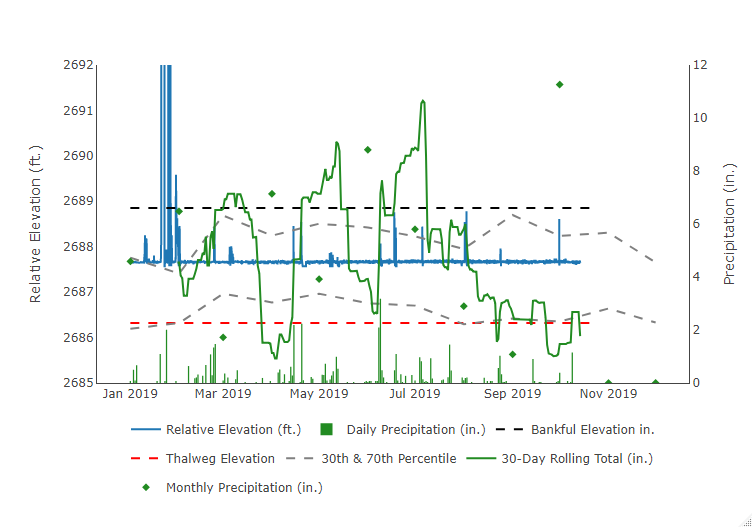 2692
2691
2690
2689
2688
2687
2686
2685
Relative Elevation (ft.)
12
10
8
6
4
2
0
Precipitation (in.)
Jan 2019 Mar 2019 May 2019 Jul 2019 Sep 2019 Nov 2019
Relative Elevation (ft.) Daily Precipitation (in.) Bankful Elevation in.
Thalweg Elevation 30th & 70th Percentile 30-Day Rolling Total (in.)
Monthly Precipitation (in.)